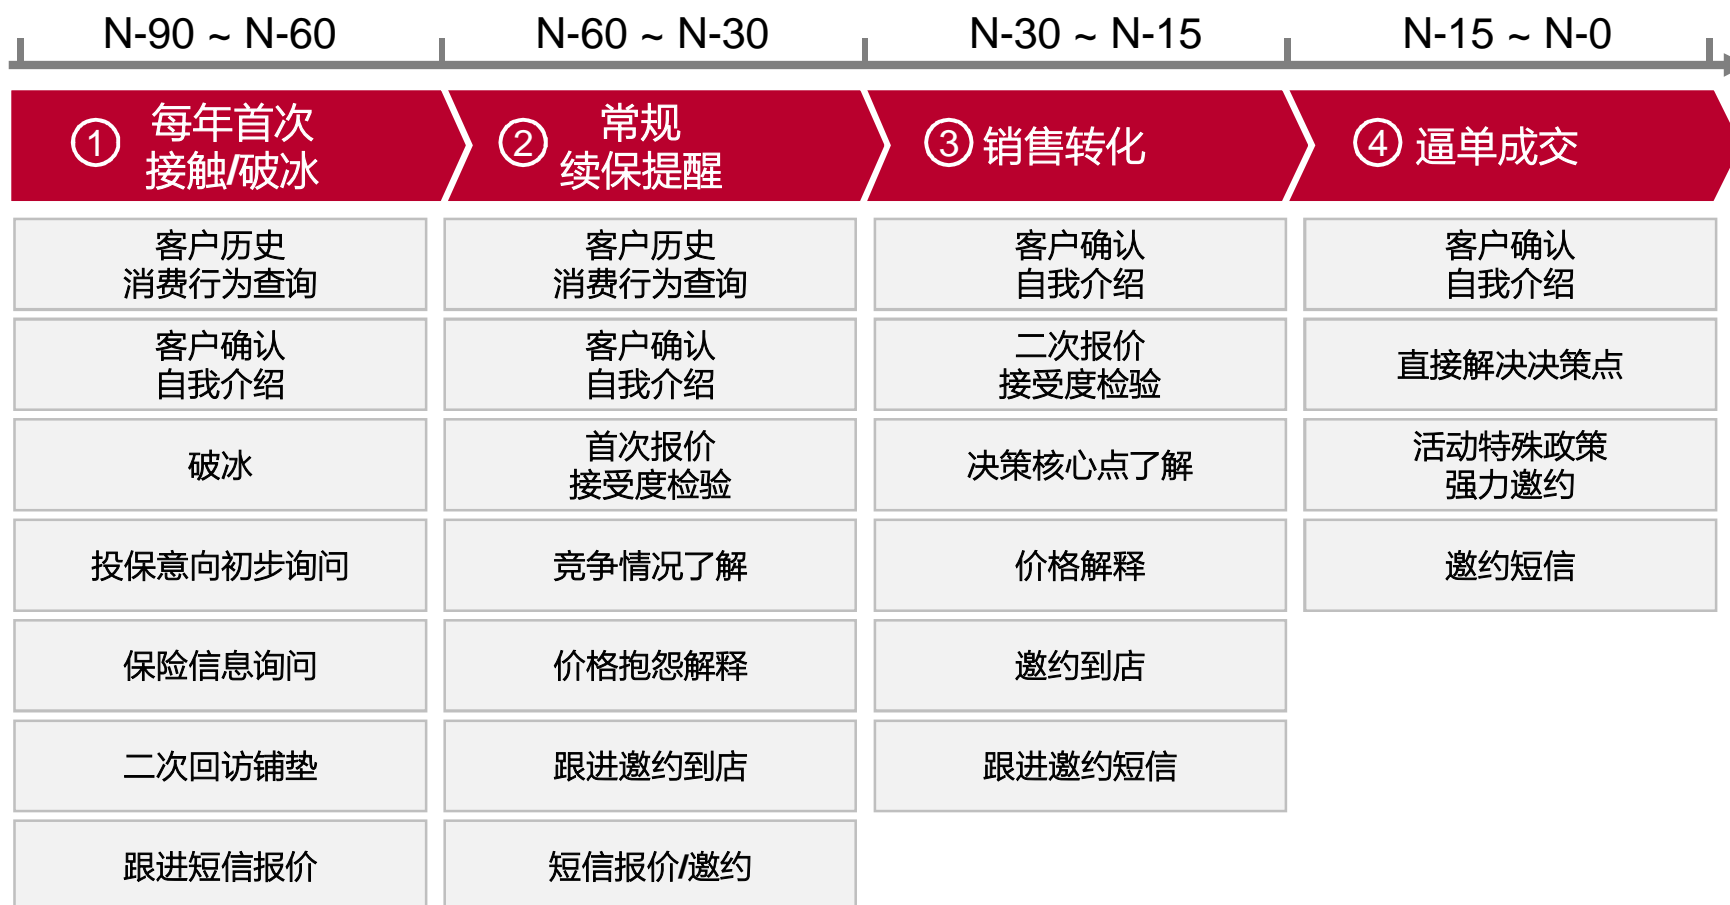 N-90 ~ N-60
N-60 ~ N-30
N-30 ~ N-15
N-15 ~ N-0
① 每年首次
接触/破冰
② 常规
续保提醒
③ 销售转化
④ 逼单成交
客户历史
消费行为查询
客户确认
自我介绍
破冰
投保意向初步询问
保险信息询问
二次回访铺垫
跟进短信报价
客户历史
消费行为查询
客户确认
自我介绍
首次报价
接受度检验
竞争情况了解
价格抱怨解释
跟进邀约到店
短信报价/邀约
客户确认
自我介绍
二次报价
接受度检验
决策核心点了解
价格解释
邀约到店
跟进邀约短信
客户确认
自我介绍
直接解决决策点
活动特殊政策
强力邀约
邀约短信